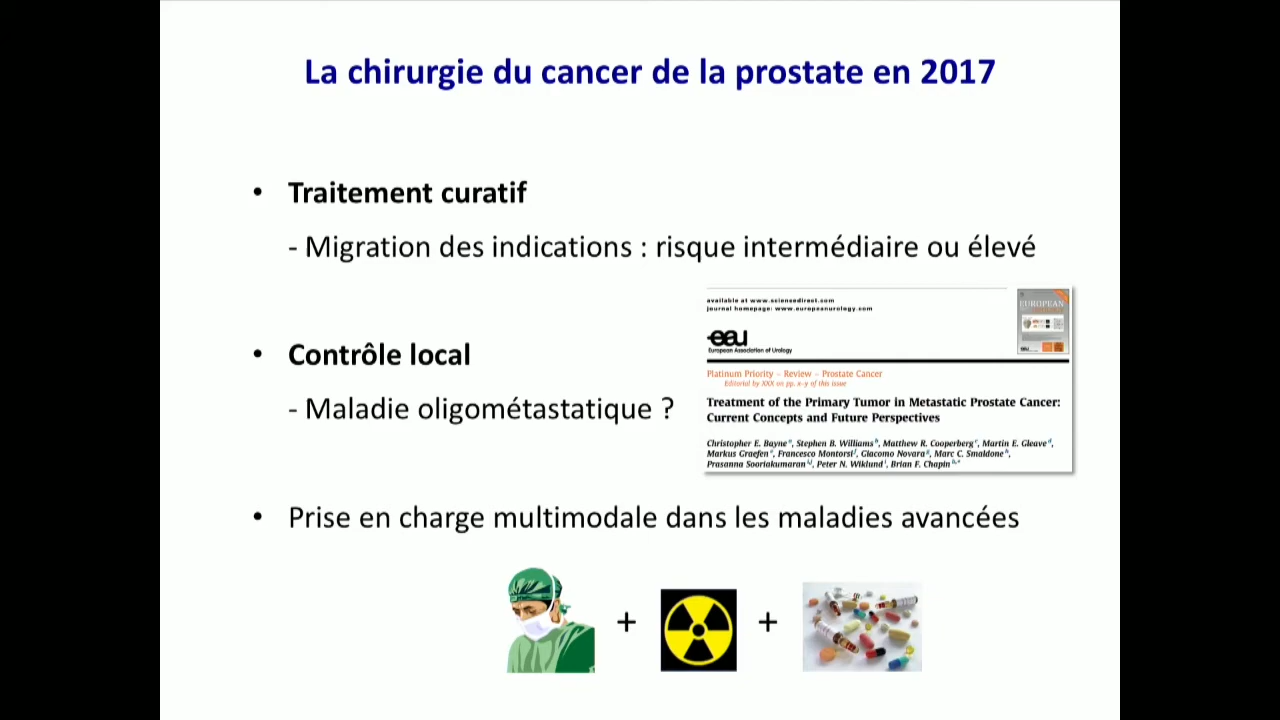 La chirurgie du cancer de la prostate en 2017
• Traitement curatif
- Migration des indications : risque intermédiaire ou élevé
available at www.sciencedirect.com
journal homepage: www.europeanurology.com
EUROPEAN
eau
European Association of Urology
• Contrôle local
- Maladie oligométastatique ?
Platinum Priority – Review – Prostate Cancer
Editorial by XXX on pp. x–y of this issue
Treatment of the Primary Tumor in Metastatic Prostate Cancer:
Current Concepts and Future Perspectives
Christopher E. Bayne, Stephen B. Williams, Matthew R. Cooperberg, Martin E. Gleave,
Markus Graefen, Francesco Montorsi, Giacomo Novara, Marc C. Smaldone,
Prasanna Sooriakumaran, Peter N. Wiklund, Brian F. Chapin
• Prise en charge multimodale dans les maladies avancées
+ +